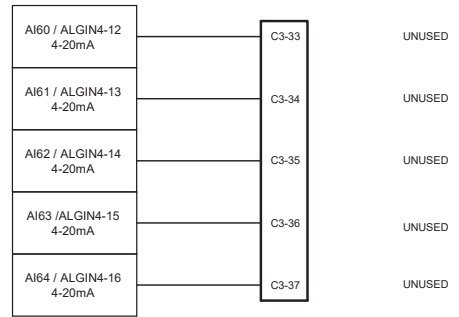 AI60 / ALGIN4-12
4-20mA
C3-33
UNUSED
AI61 / ALGIN4-13
4-20mA
C3-34
UNUSED
AI62 / ALGIN4-14
4-20mA
C3-35
UNUSED
AI63 /ALGIN4-15
4-20mA
C3-36
UNUSED
AI64 / ALGIN4-16
4-20mA
C3-37
UNUSED